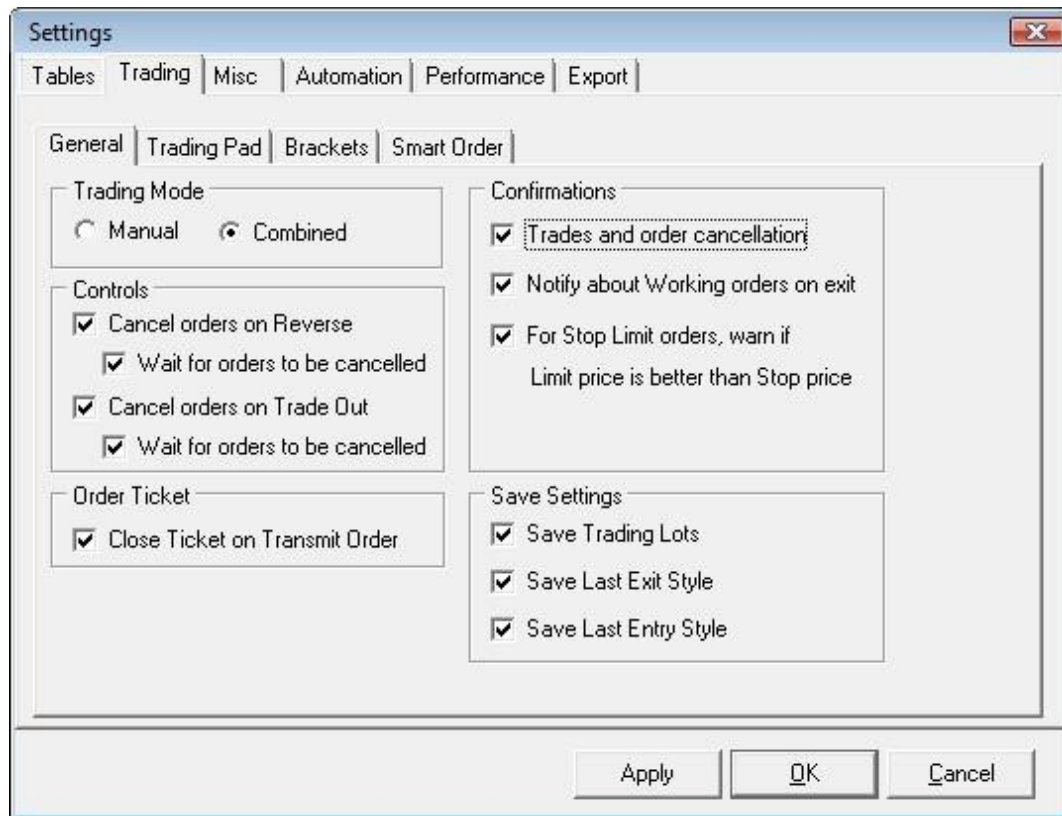 Settings
Tables Trading Misc Automation Performance Export
General Trading Pad Brackets Smart Order
Trading Mode
Manual Combined
Controls
Cancel orders on Reverse
Wait for orders to be cancelled
Cancel orders on Trade Out
Wait for orders to be cancelled
Order Ticket
Close Ticket on Transmit Order
Confirmations
Trades and order cancellation
Notify about Working orders on exit
For Stop Limit orders, warn if
Limit price is better than Stop price
Save Settings
Save Trading Lots
Save Last Exit Style
Save Last Entry Style
Apply OK Cancel